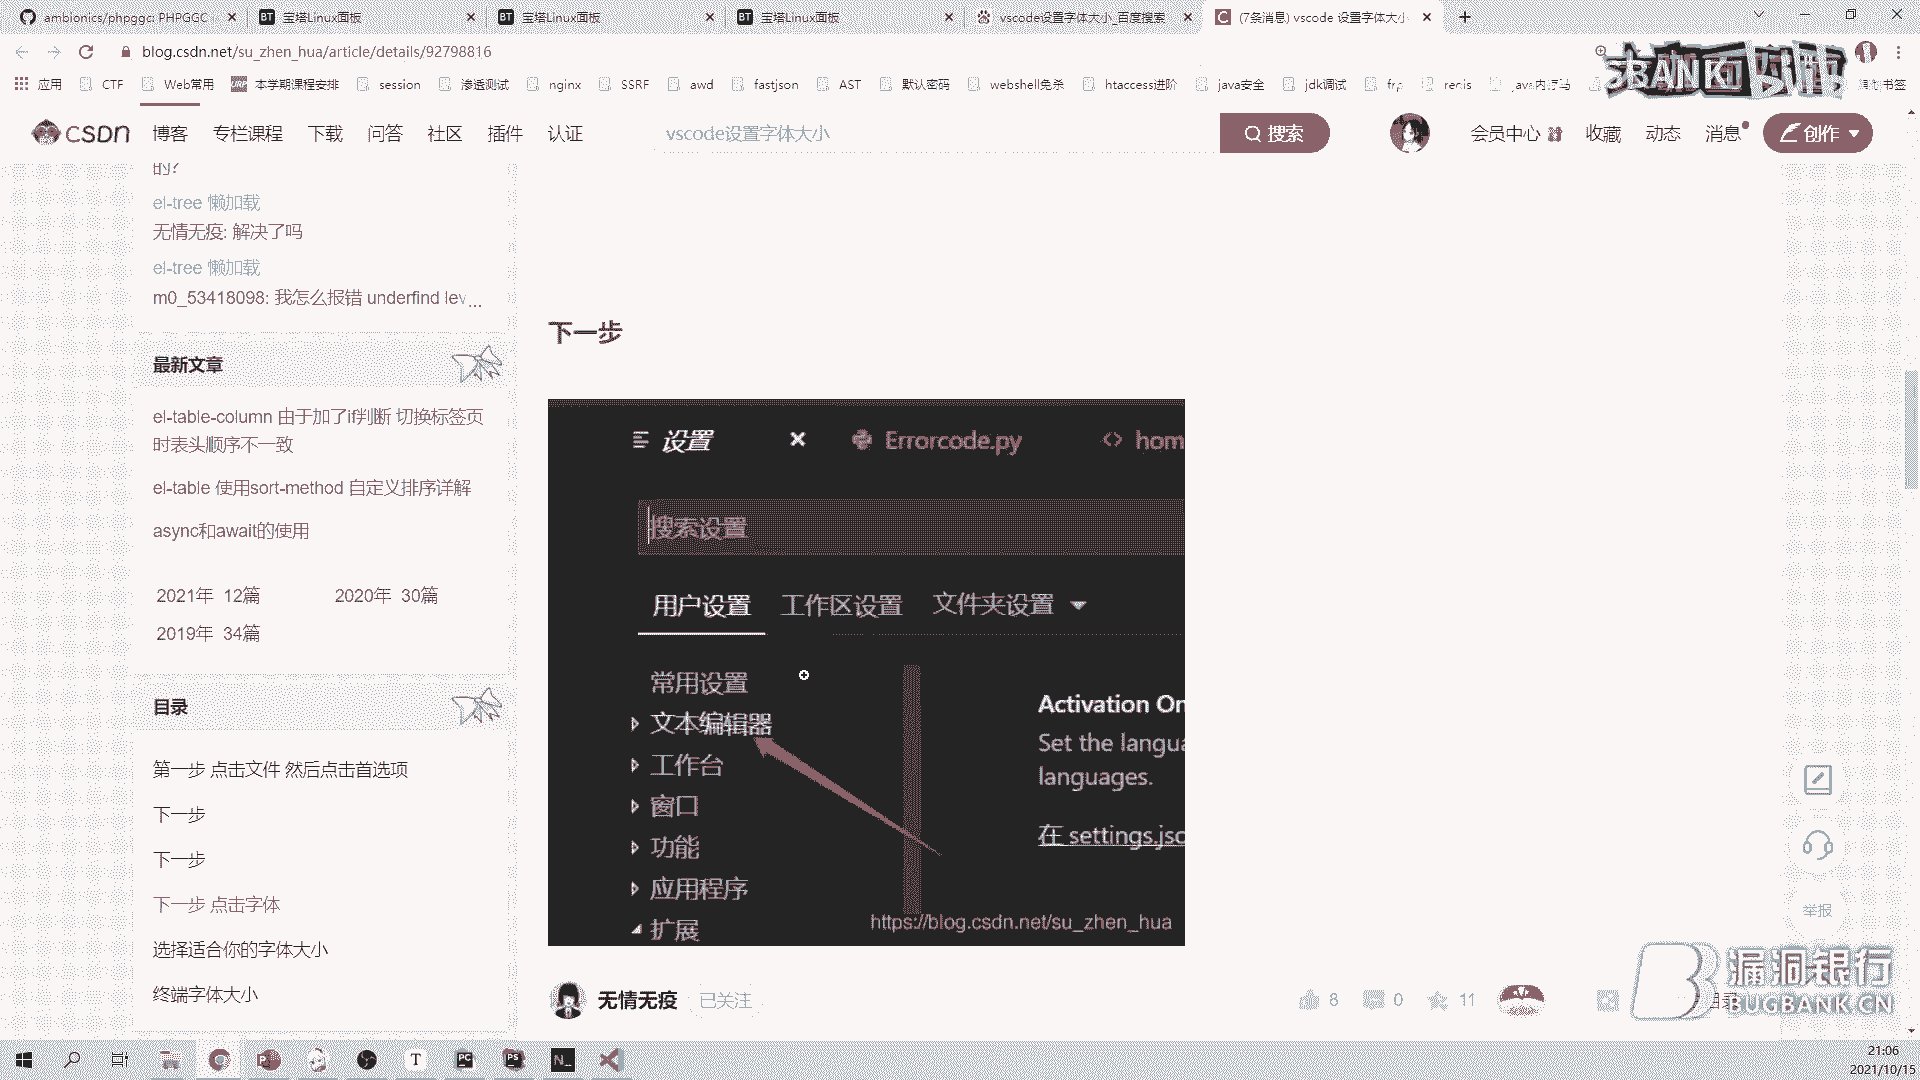 ambionics/phpggc: PHPGGC
宝塔Linux面板
宝塔Linux面板
宝塔Linux面板
vscode设置字体大小_百度搜索
(7条消息) vscode 设置字体大小
blog.csdn.net/su_zhen_hua/article/details/92798816
应用
CTF
Web常用
本学期课程安排
session
渗透测试
nginx
SSRF
awd
fastjson
AST
默认密码
webshell免杀
htaccess进阶
java安全
jdk调试
frp
redis
java内存马
CSDN
博客
专栏课程
下载
问答
社区
插件
认证
vscode设置字体大小
搜索
会员中心
收藏
动态
消息
创作
的?
el-tree 懒加载
无情无疫: 解决了吗
el-tree 懒加载
m0_53418098: 我怎么报错 underfind lev...
最新文章
el-table-column 由于加了if判断 切换标签页
时表头顺序不一致
el-table 使用sort-method 自定义排序详解
async和await的使用
2021年 12篇
2020年 30篇
2019年 34篇
目录
第一步 点击文件 然后点击首选项
下一步
下一步
下一步 点击字体
选择适合你的字体大小
终端字体大小
下一步
设置
Errorcode.py
hom
搜索设置
用户设置
工作区设置
文件夹设置
常用设置
文本编辑器
工作台
窗口
功能
应用程序
扩展
Activation On
Set the langua
languages.
在 settings.jsc
https://blog.csdn.net/su_zhen_hua
无情无疫
已关注
8
0
11
举报
漏洞银行
BUGBANK.CN
21:06
2021/10/15